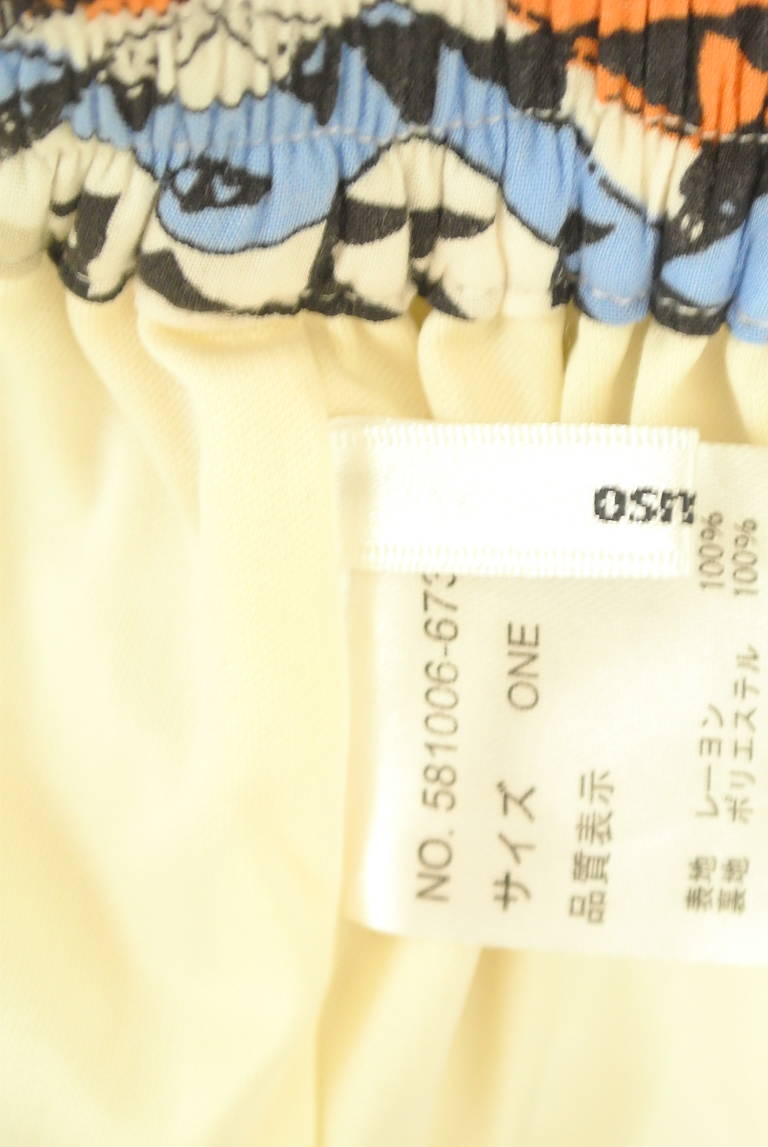 NO. 581006-673
サイズ ONE
品質表示
表地 レーヨン 100%
裏地 ポリエステル 100%